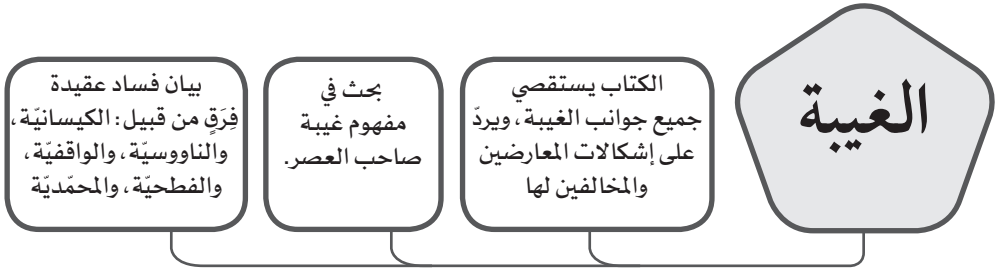 الغيبة
الكتاب يستقصي
جميع جوانب الغيبة، ويردّ
على إشكالات المعارضين
والمخالفين لها
بحث في
مفهوم غيبة
صاحب العصر.
بيان فساد عقيدة
فِرَقٍ من قبيل: الكيسانيّة،
والناووسيّة، والواقفيّة،
والفطحيّة، والمحمّديّة